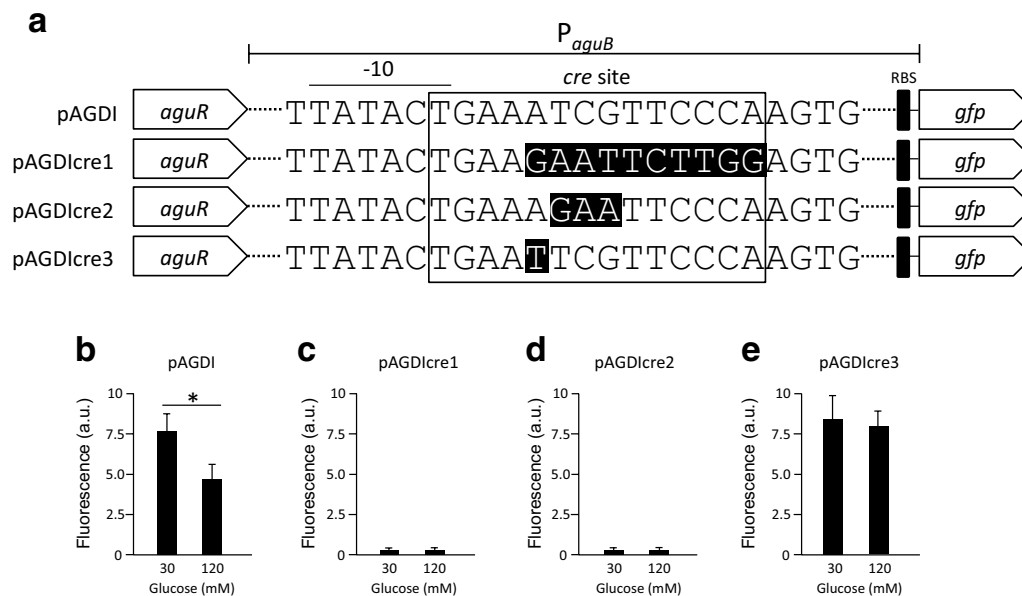 a
P aguB
-10 cre site RBS
pAGDI aguR TTATACTGAAATCGTTCCCAAGTG gfp
pAGDIcre1 aguR TTATACTGAAGAATTCTTGGAGTG gfp
pAGDIcre2 aguR TTATACTGAAAGAATTCCCAAGTG gfp
pAGDIcre3 aguR TTATACTGAATTCGTTCCCAAGTG gfp
b pAGDI
Fluorescence (a.u.)
10
7.5
5.0
2.5
0
*
30 120
Glucose (mM)
c pAGDIcre1
Fluorescence (a.u.)
10
7.5
5.0
2.5
0
30 120
Glucose (mM)
d pAGDIcre2
Fluorescence (a.u.)
10
7.5
5.0
2.5
0
30 120
Glucose (mM)
e pAGDIcre3
Fluorescence (a.u.)
10
7.5
5.0
2.5
0
30 120
Glucose (mM)